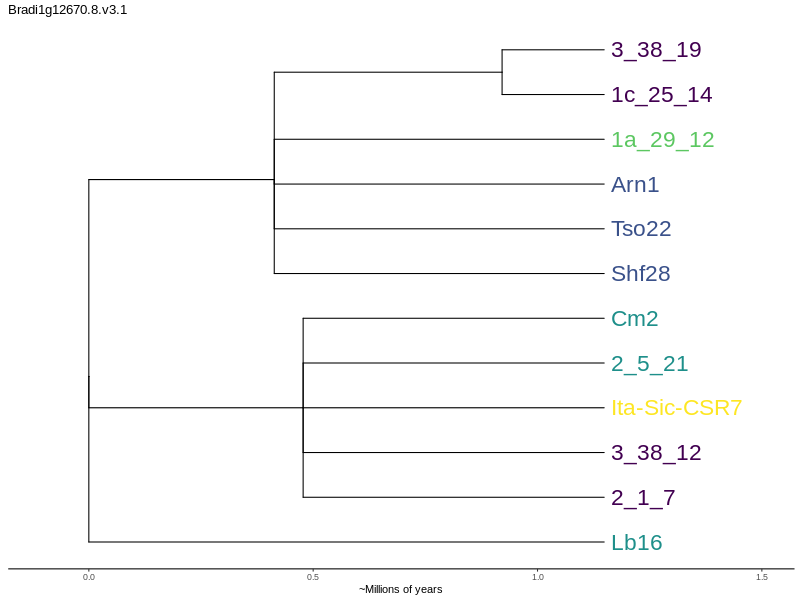 Bradi1g12670.8.v3.1
3_38_19
1c_25_14
1a_29_12
Arn1
Tso22
Shf28
Cm2
2_5_21
Ita-Sic-CSR7
3_38_12
2_1_7
Lb16
0.0 0.5 1.0 1.5
~Millions of years